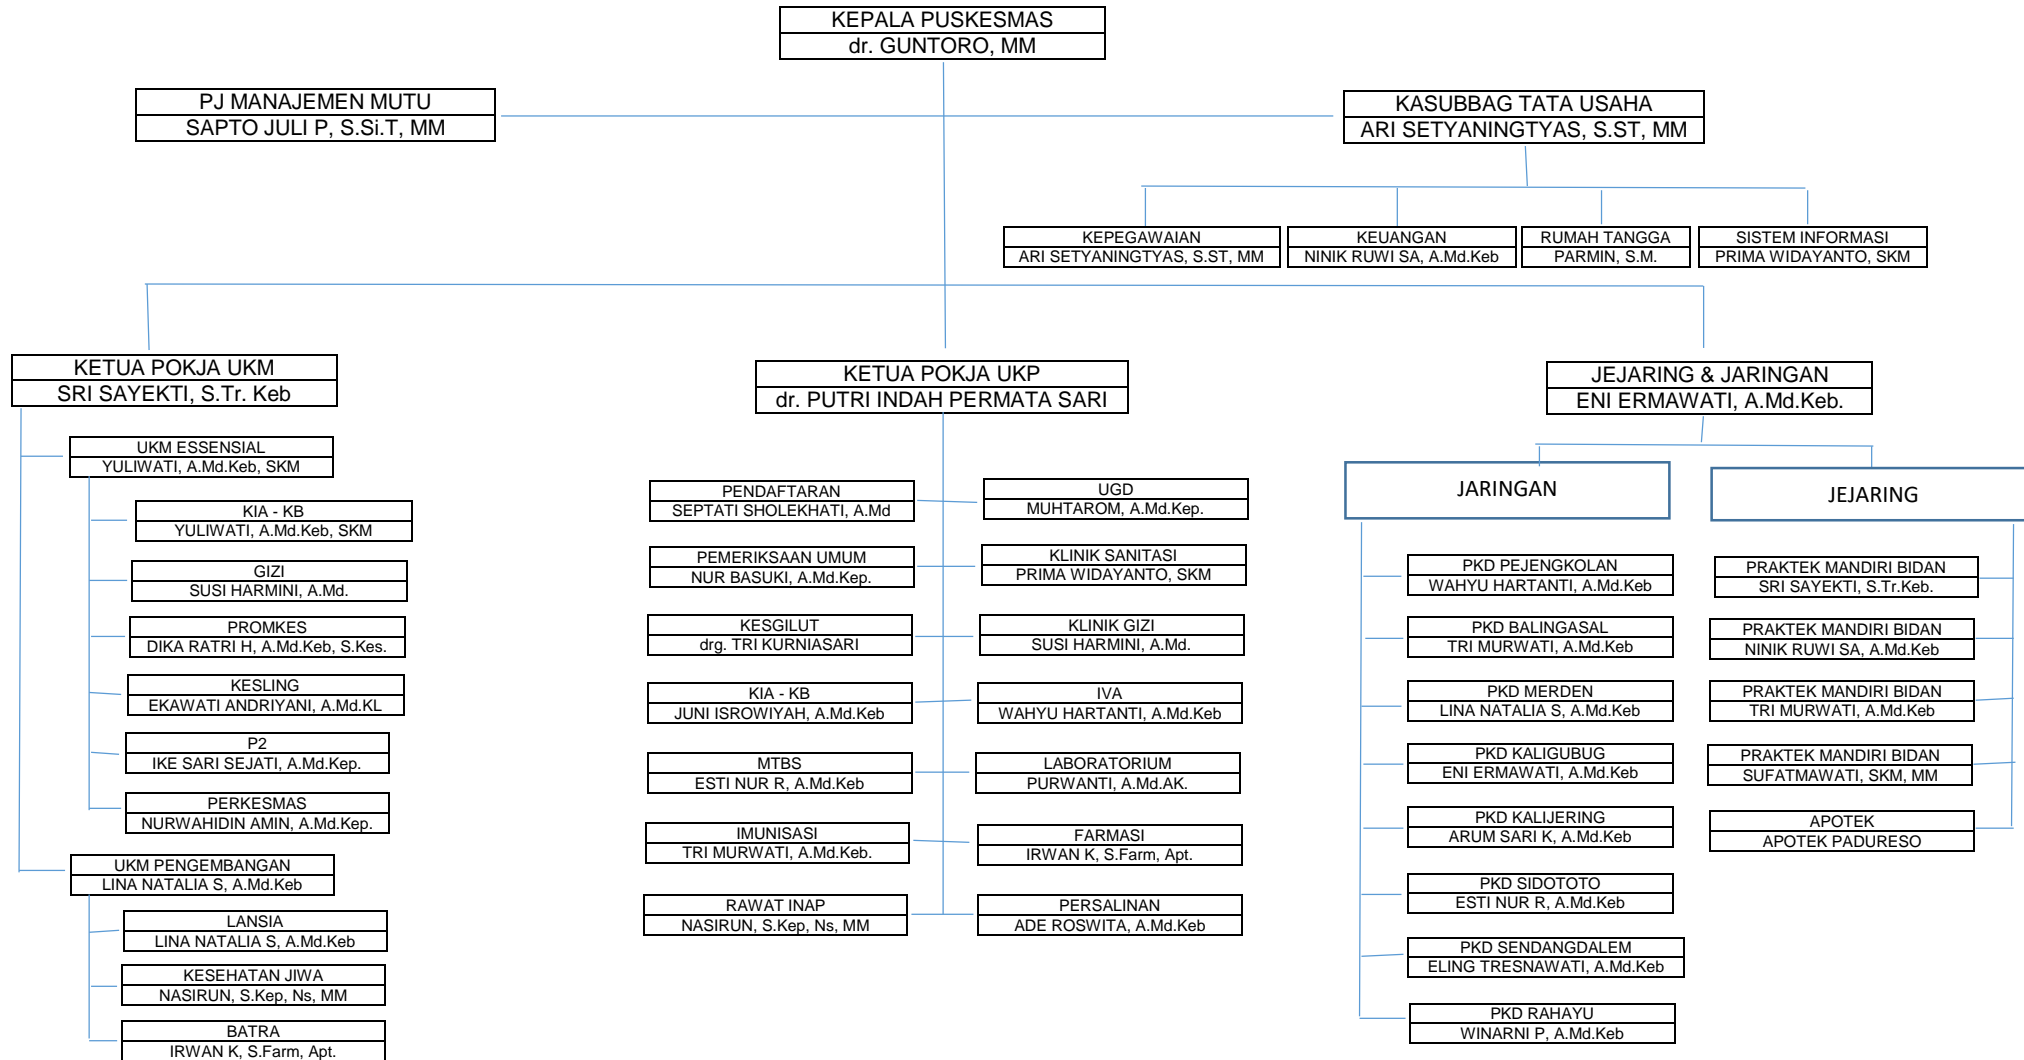 KEPALA PUSKESMAS
dr. GUNTORO, MM
PJ MANAJEMEN MUTU
SAPTO JULI P, S.Si.T, MM
KASUBBAG TATA USAHA
ARI SETYANINGTYAS, S.ST, MM
KEPEGAWAIAN
ARI SETYANINGTYAS, S.ST, MM
KEUANGAN
NINIK RUWI SA, A.Md.Keb
RUMAH TANGGA
PARMIN, S.M.
SISTEM INFORMASI
PRIMA WIDAYANTO, SKM
KETUA POKJA UKM
SRI SAYEKTI, S.Tr. Keb
UKM ESSENSIAL
YULIWATI, A.Md.Keb, SKM
KIA - KB
YULIWATI, A.Md.Keb, SKM
GIZI
SUSI HARMINI, A.Md.
PROMKES
DIKA RATRI H, A.Md.Keb, S.Kes.
KESLING
EKAWATI ANDRIYANI, A.Md.KL
P2
IKE SARI SEJATI, A.Md.Kep.
PERKESMAS
NURWAHIDIN AMIN, A.Md.Kep.
UKM PENGEMBANGAN
LINA NATALIA S, A.Md.Keb
LANSIA
LINA NATALIA S, A.Md.Keb
KESEHATAN JIWA
NASIRUN, S.Kep, Ns, MM
BATRA
IRWAN K, S.Farm, Apt.
KETUA POKJA UKP
dr. PUTRI INDAH PERMATA SARI
PENDAFTARAN
SEPTATI SHOLEKHATI, A.Md
UGD
MUHTAROM, A.Md.Kep.
PEMERIKSAAN UMUM
NUR BASUKI, A.Md.Kep.
KLINIK SANITASI
PRIMA WIDAYANTO, SKM
KESGILUT
drg. TRI KURNIASARI
KLINIK GIZI
SUSI HARMINI, A.Md.
KIA - KB
JUNI ISROWIYAH, A.Md.Keb
IVA
WAHYU HARTANTI, A.Md.Keb
MTBS
ESTI NUR R, A.Md.Keb
LABORATORIUM
PURWANTI, A.Md.AK.
IMUNISASI
TRI MURWATI, A.Md.Keb.
FARMASI
IRWAN K, S.Farm, Apt.
RAWAT INAP
NASIRUN, S.Kep, Ns, MM
PERSALINAN
ADE ROSWITA, A.Md.Keb
JEJARING & JARINGAN
ENI ERMAWATI, A.Md.Keb.
JARINGAN
PKD PEJENGKOLAN
WAHYU HARTANTI, A.Md.Keb
PKD BALINGASAL
TRI MURWATI, A.Md.Keb
PKD MERDEN
LINA NATALIA S, A.Md.Keb
PKD KALIGUBUG
ENI ERMAWATI, A.Md.Keb
PKD KALIJERING
ARUM SARI K, A.Md.Keb
PKD SIDOTOTO
ESTI NUR R, A.Md.Keb
PKD SENDANGDALEM
ELING TRESNAWATI, A.Md.Keb
PKD RAHAYU
WINARNI P, A.Md.Keb
JEJARING
PRAKTEK MANDIRI BIDAN
SRI SAYEKTI, S.Tr.Keb.
PRAKTEK MANDIRI BIDAN
NINIK RUWI SA, A.Md.Keb
PRAKTEK MANDIRI BIDAN
TRI MURWATI, A.Md.Keb
PRAKTEK MANDIRI BIDAN
SUFATMAWATI, SKM, MM
APOTEK
APOTEK PADURESO